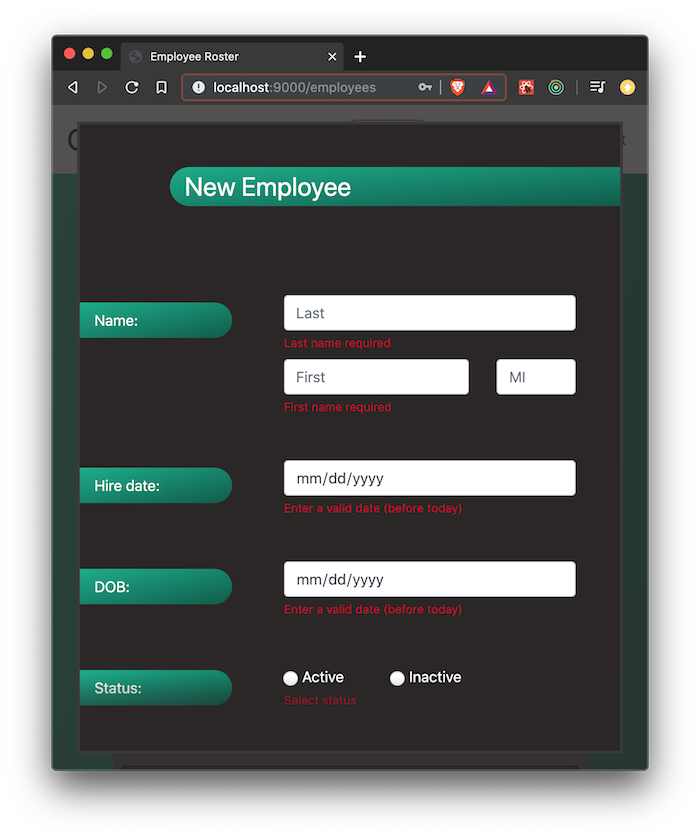 Employee Roster
localhost:9000/employees
New Employee
Name:
Last
Last name required
First
MI
First name required
Hire date:
mm/dd/yyyy
Enter a valid date (before today)
DOB:
mm/dd/yyyy
Enter a valid date (before today)
Status:
Active
Inactive
Select status